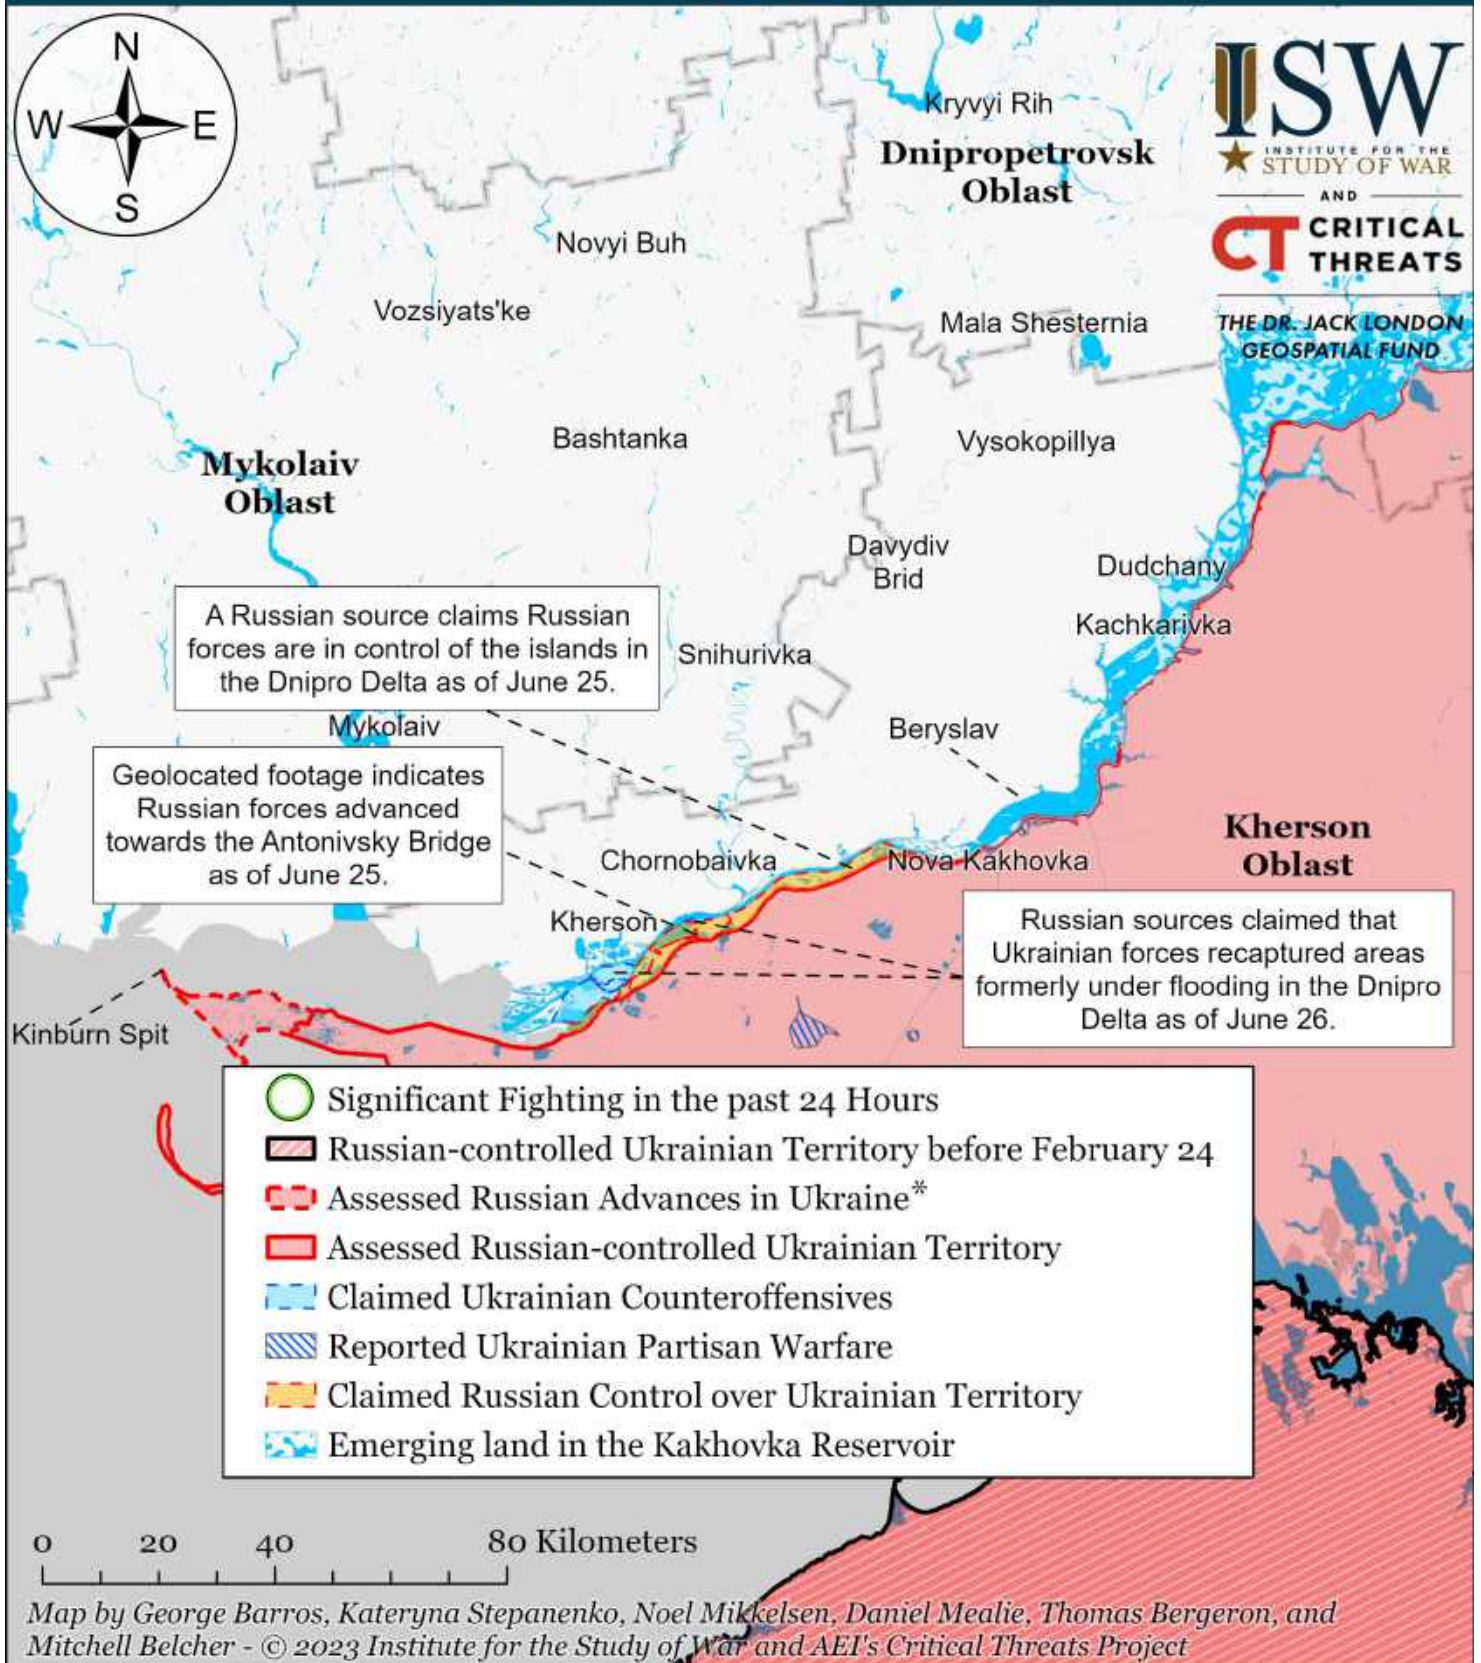 N
W
E
S
ISW
INSTITUTE FOR THE
STUDY OF WAR
AND
CT CRITICAL
THREATS
THE DR. JACK LONDON
GEOSPATIAL FUND
Kryvyi Rih
Dnipropetrovsk
Oblast
Novyi Buh
Vozsiyats'ke
Mala Shesternia
Bashtanka
Vysokopillya
Mykolaiv
Oblast
Davydiv
Brid
Dudchany
Kachkarivka
A Russian source claims Russian
forces are in control of the islands in
the Dnipro Delta as of June 25.
Snihurivka
Mykolaiv
Beryslav
Geolocated footage indicates
Russian forces advanced
towards the Antonivsky Bridge
as of June 25.
Kherson
Oblast
Chornobaivka
Nova Kakhovka
Kherson
Russian sources claimed that
Ukrainian forces recaptured areas
formerly under flooding in the Dnipro
Delta as of June 26.
Kinburn Spit
Significant Fighting in the past 24 Hours
Russian-controlled Ukrainian Territory before February 24
Assessed Russian Advances in Ukraine*
Assessed Russian-controlled Ukrainian Territory
Claimed Ukrainian Counteroffensives
Reported Ukrainian Partisan Warfare
Claimed Russian Control over Ukrainian Territory
Emerging land in the Kakhovka Reservoir
0 20 40 80 Kilometers
Map by George Barros, Kateryna Stepanenko, Noel Mikkelsen, Daniel Mealie, Thomas Bergeron, and
Mitchell Belcher - © 2023 Institute for the Study of War and AEI's Critical Threats Project